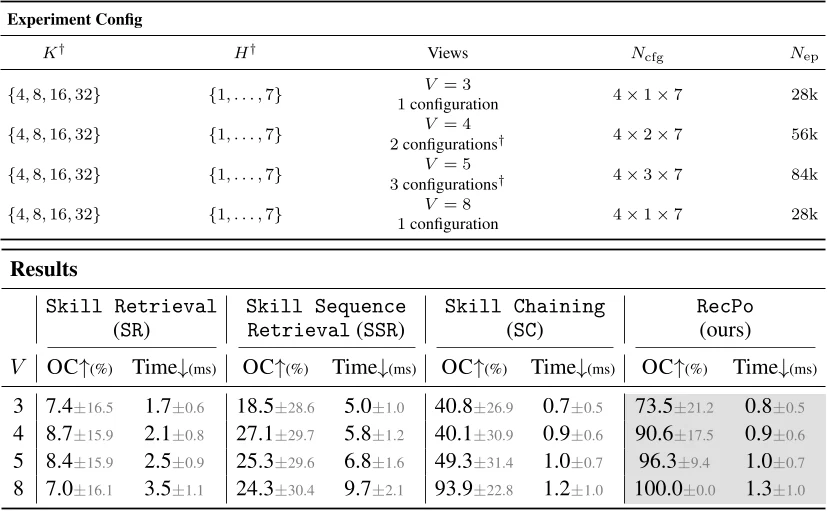 Experiment Config
K† H† Views N_cfg N_ep
V = 3
{4, 8, 16, 32} {1, . . . , 7} 4 × 1 × 7 28k
1 configuration
V = 4
{4, 8, 16, 32} {1, . . . , 7} 4 × 2 × 7 56k
2 configurations†
V = 5
{4, 8, 16, 32} {1, . . . , 7} 4 × 3 × 7 84k
3 configurations†
V = 8
{4, 8, 16, 32} {1, . . . , 7} 4 × 1 × 7 28k
1 configuration
Results
Skill Retrieval Skill Sequence Skill Chaining RecPo
(SR) Retrieval (SSR) (SC) (ours)
V OC↑(%) Time↓(ms) OC↑(%) Time↓(ms) OC↑(%) Time↓(ms) OC↑(%) Time↓(ms)
3 7.4±16.5 1.7±0.6 18.5±28.6 5.0±1.0 40.8±26.9 0.7±0.5 73.5±21.2 0.8±0.5
4 8.7±15.9 2.1±0.8 27.1±29.7 5.8±1.2 40.1±30.9 0.9±0.6 90.6±17.5 0.9±0.6
5 8.4±15.9 2.5±0.9 25.3±29.6 6.8±1.6 49.3±31.4 1.0±0.7 96.3±9.4 1.0±0.7
8 7.0±16.1 3.5±1.1 24.3±30.4 9.7±2.1 93.9±22.8 1.2±1.0 100.0±0.0 1.3±1.0